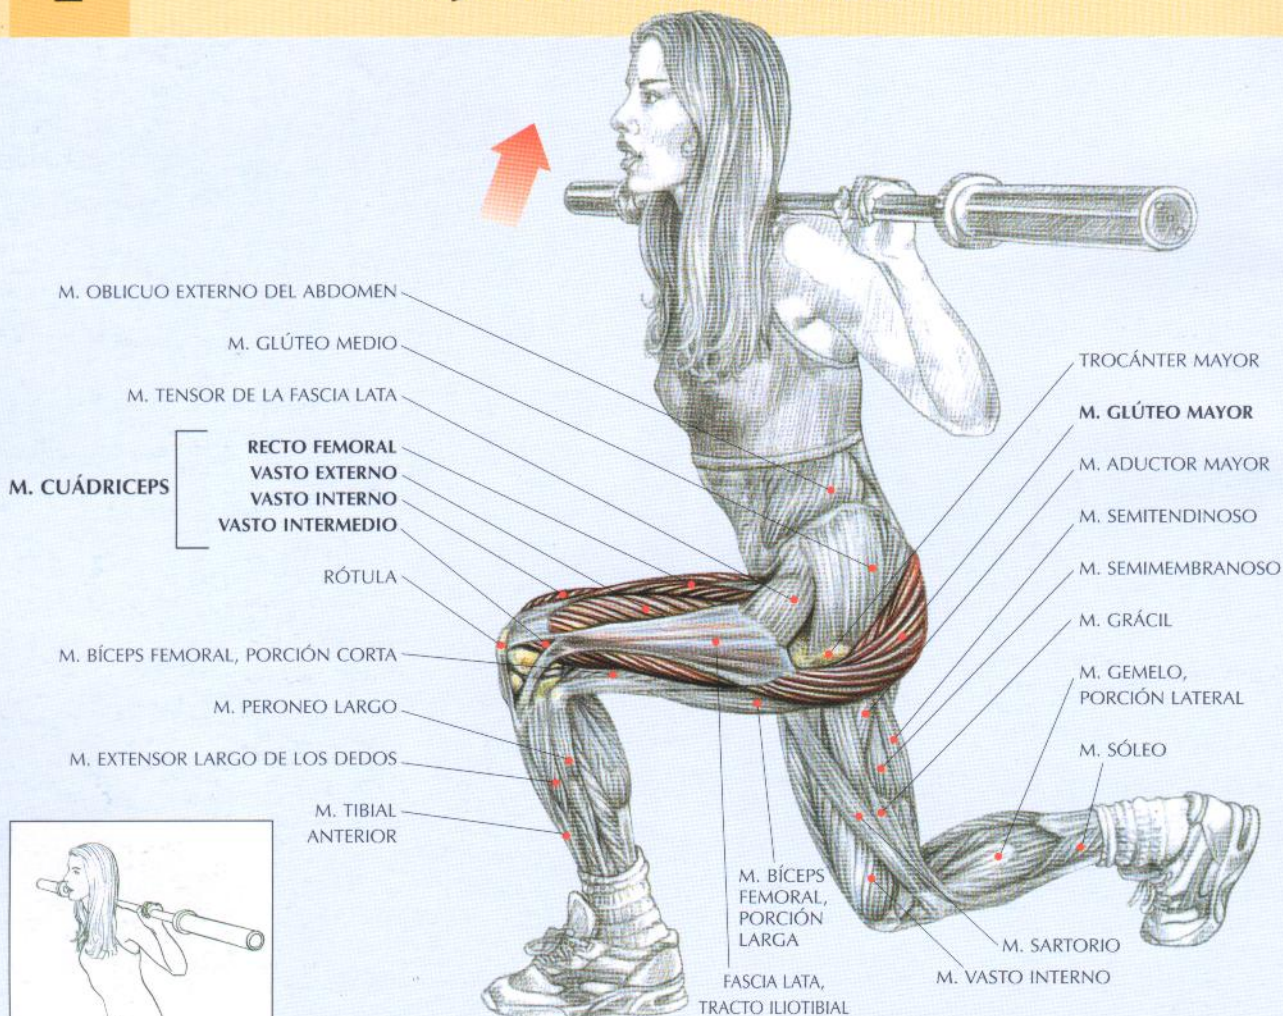 M. OBLICUO EXTERNO DEL ABDOMEN
M. GLÚTEO MEDIO
M. TENSOR DE LA FASCIA LATA
M. CUÁDRICEPS
RECTO FEMORAL
VASTO EXTERNO
VASTO INTERNO
VASTO INTERMEDIO
RÓTULA
M. BÍCEPS FEMORAL, PORCIÓN CORTA
M. PERONEO LARGO
M. EXTENSOR LARGO DE LOS DEDOS
M. TIBIAL
ANTERIOR
TROCÁNTER MAYOR
M. GLÚTEO MAYOR
M. ADUCTOR MAYOR
M. SEMITENDINOSO
M. SEMIMEMBRANOSO
M. GRÁCIL
M. GEMELO,
PORCIÓN LATERAL
M. SÓLEO
M. BÍCEPS
FEMORAL,
PORCIÓN
LARGA
M. SARTORIO
M. VASTO INTERNO
FASCIA LATA,
TRACTO ILIOTIBIAL